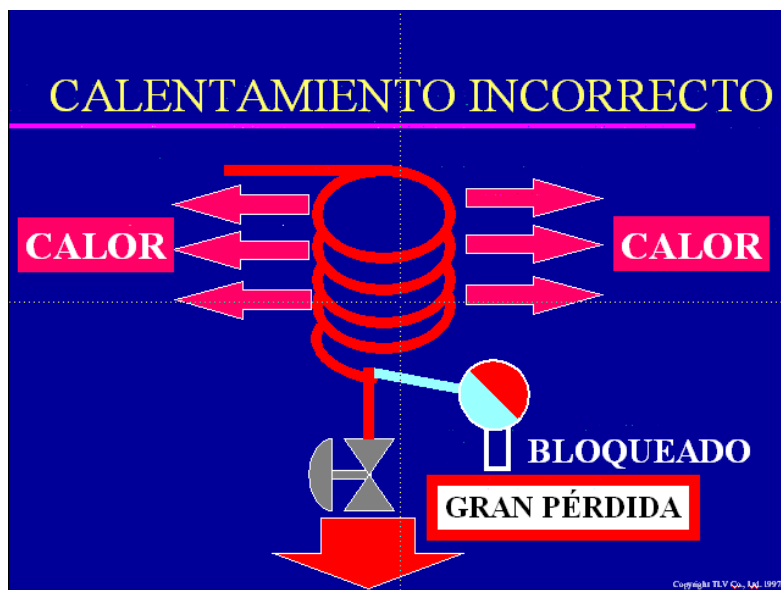 CALENTAMIENTO INCORRECTO
CALOR
CALOR
BLOQUEADO
GRAN PÉRDIDA
Copyright TLV Co., Ltd. 1997